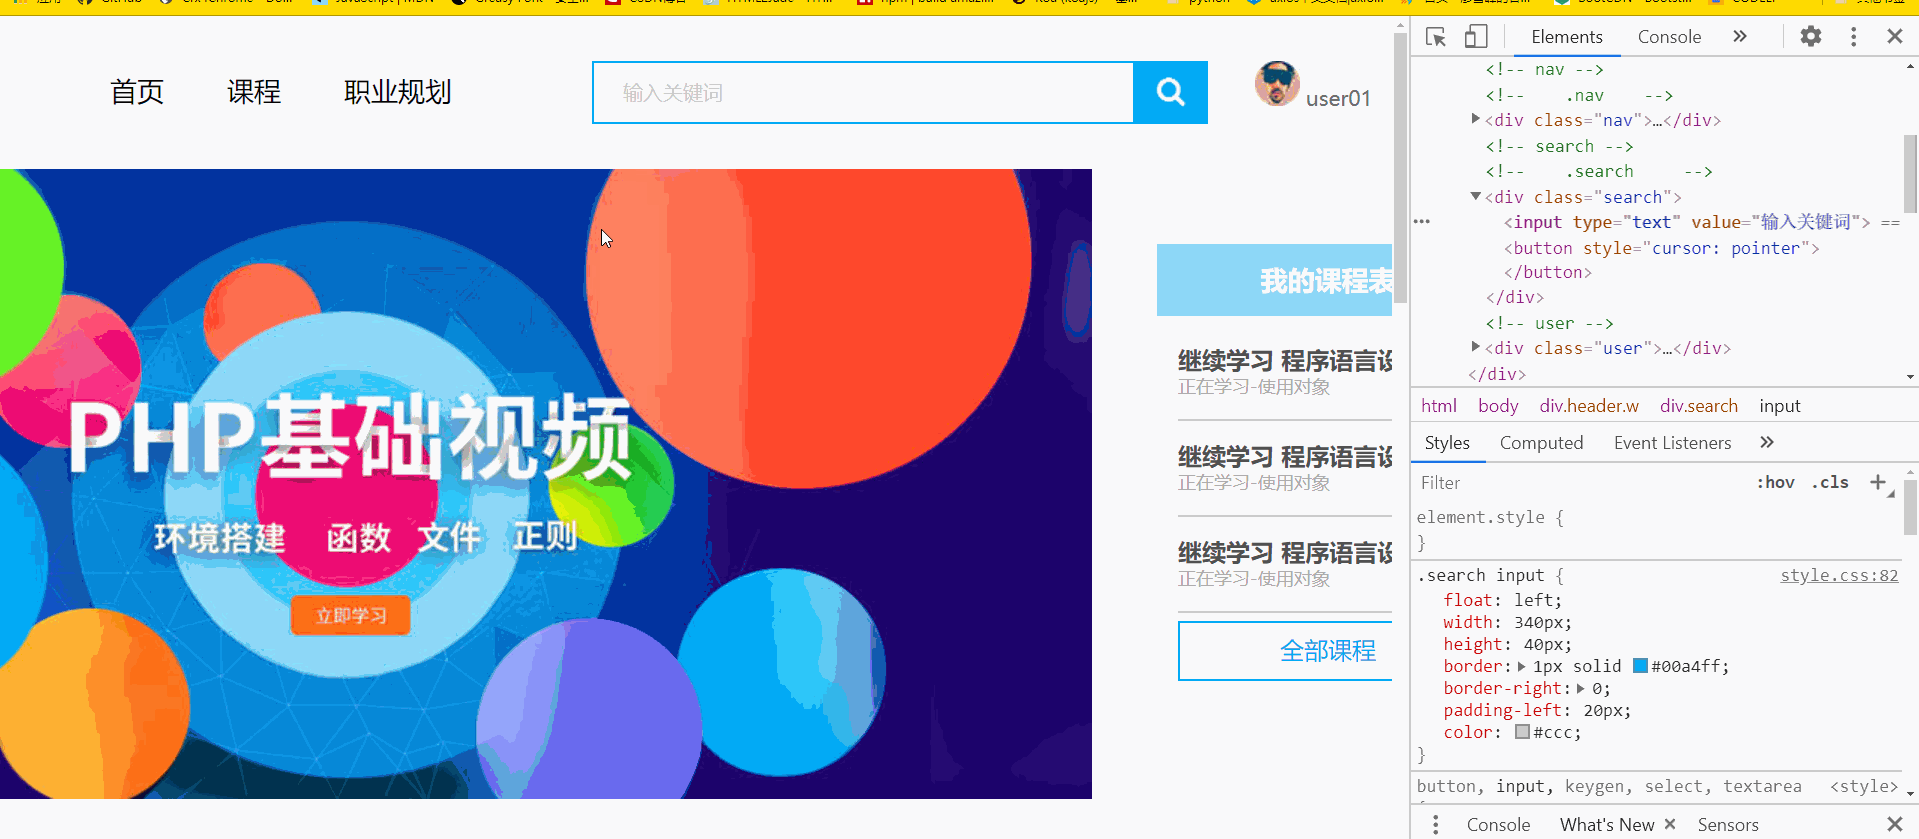 首页 课程 职业规划 输入关键词 user01
PHP基础视频
环境搭建 函数 文件 正则
立即学习
我的课程表
继续学习 程序语言设
正在学习-使用对象
继续学习 程序语言设
正在学习-使用对象
继续学习 程序语言设
正在学习-使用对象
全部课程
Elements Console »
<!-- nav -->
<!-- .nav -->
<div class="nav">…</div>
<!-- search -->
<!-- .search -->
<div class="search">
<input type="text" value="输入关键词"> ==
<button style="cursor: pointer">
</button>
</div>
<!-- user -->
<div class="user">…</div>
</div>
html body div.header.w div.search input
Styles Computed Event Listeners »
Filter :hov .cls +
element.style {
}
.search input { style.css:82
float: left;
width: 340px;
height: 40px;
border: 1px solid #00a4ff;
border-right: 0;
padding-left: 20px;
color: #ccc;
}
button, input, keygen, select, textarea <style>
Console What's New × Sensors